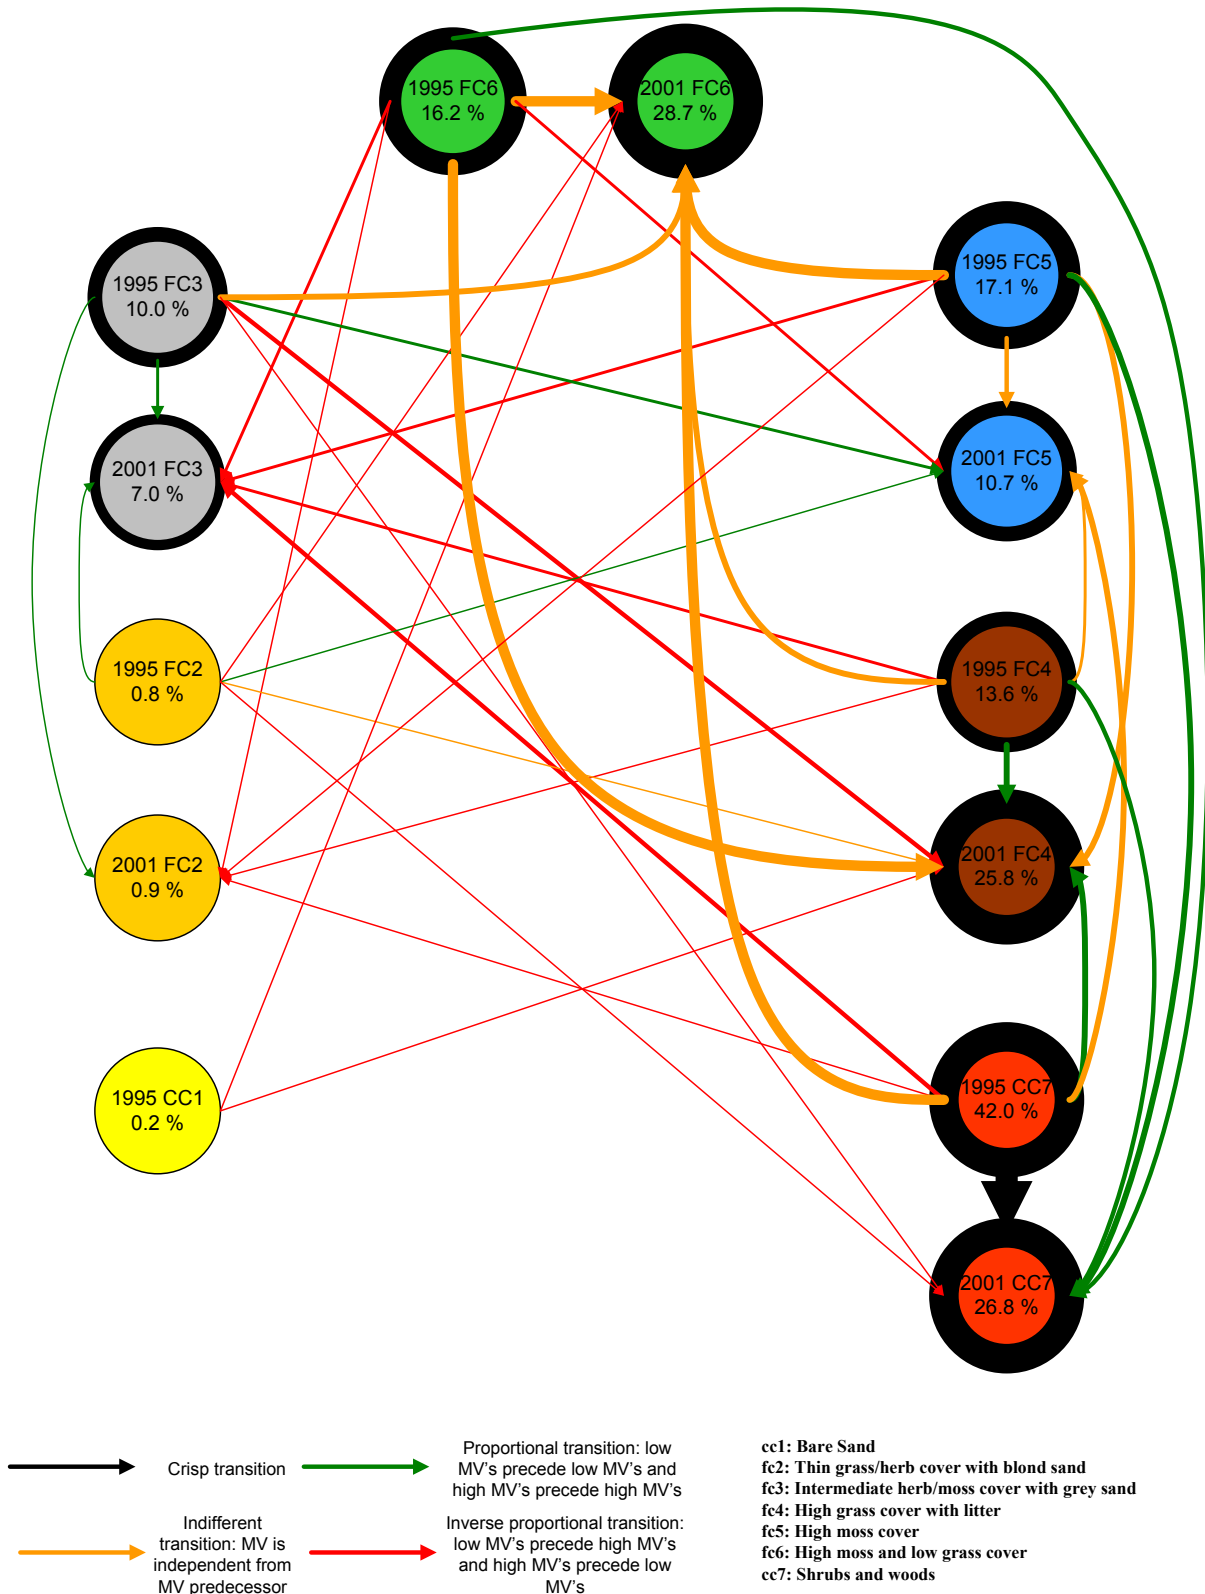 1995 FC6
16.2 %
2001 FC6
28.7 %
1995 FC3
10.0 %
1995 FC5
17.1 %
2001 FC3
7.0 %
2001 FC5
10.7 %
1995 FC2
0.8 %
1995 FC4
13.6 %
2001 FC2
0.9 %
2001 FC4
25.8 %
1995 CC1
0.2 %
1995 CC7
42.0 %
2001 CC7
26.8 %
Crisp transition
Proportional transition: low
MV's precede low MV's and
high MV's precede high MV's
Indifferent
transition: MV is
independent from
MV predecessor
Inverse proportional transition:
low MV's precede high MV's
and high MV's precede low
MV's
cc1: Bare Sand
fc2: Thin grass/herb cover with blond sand
fc3: Intermediate herb/moss cover with grey sand
fc4: High grass cover with litter
fc5: High moss cover
fc6: High moss and low grass cover
cc7: Shrubs and woods